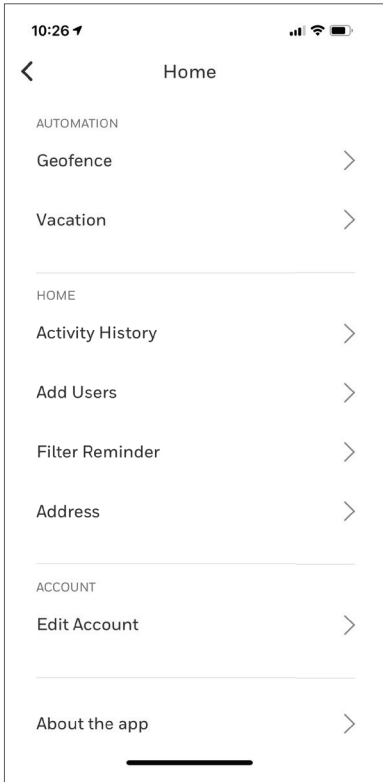 10:26
Home
AUTOMATION
Geofence
Vacation
HOME
Activity History
Add Users
Filter Reminder
Address
ACCOUNT
Edit Account
About the app